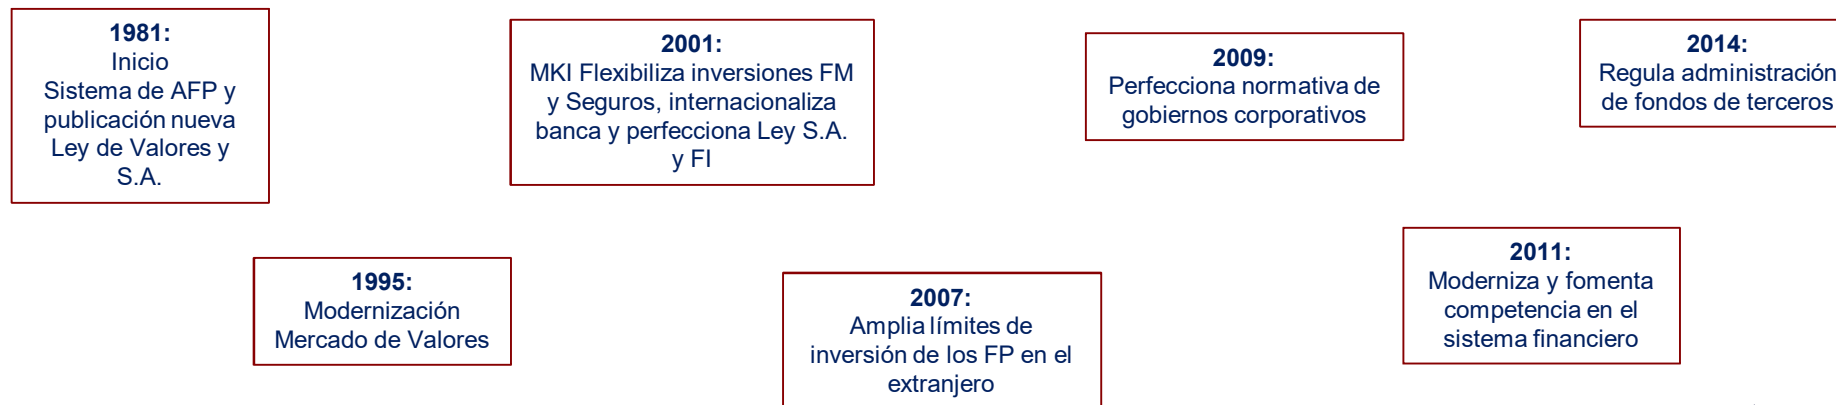 1981:
Inicio
Sistema de AFP y
publicación nueva
Ley de Valores y
S.A.
2001:
MKI Flexibiliza inversiones FM
y Seguros, internacionaliza
banca y perfecciona Ley S.A.
y FI
2009:
Perfecciona normativa de
gobiernos corporativos
2014:
Regula administración
de fondos de terceros
1995:
Modernización
Mercado de Valores
2007:
Amplia límites de
inversión de los FP en el
extranjero
2011:
Moderniza y fomenta
competencia en el
sistema financiero